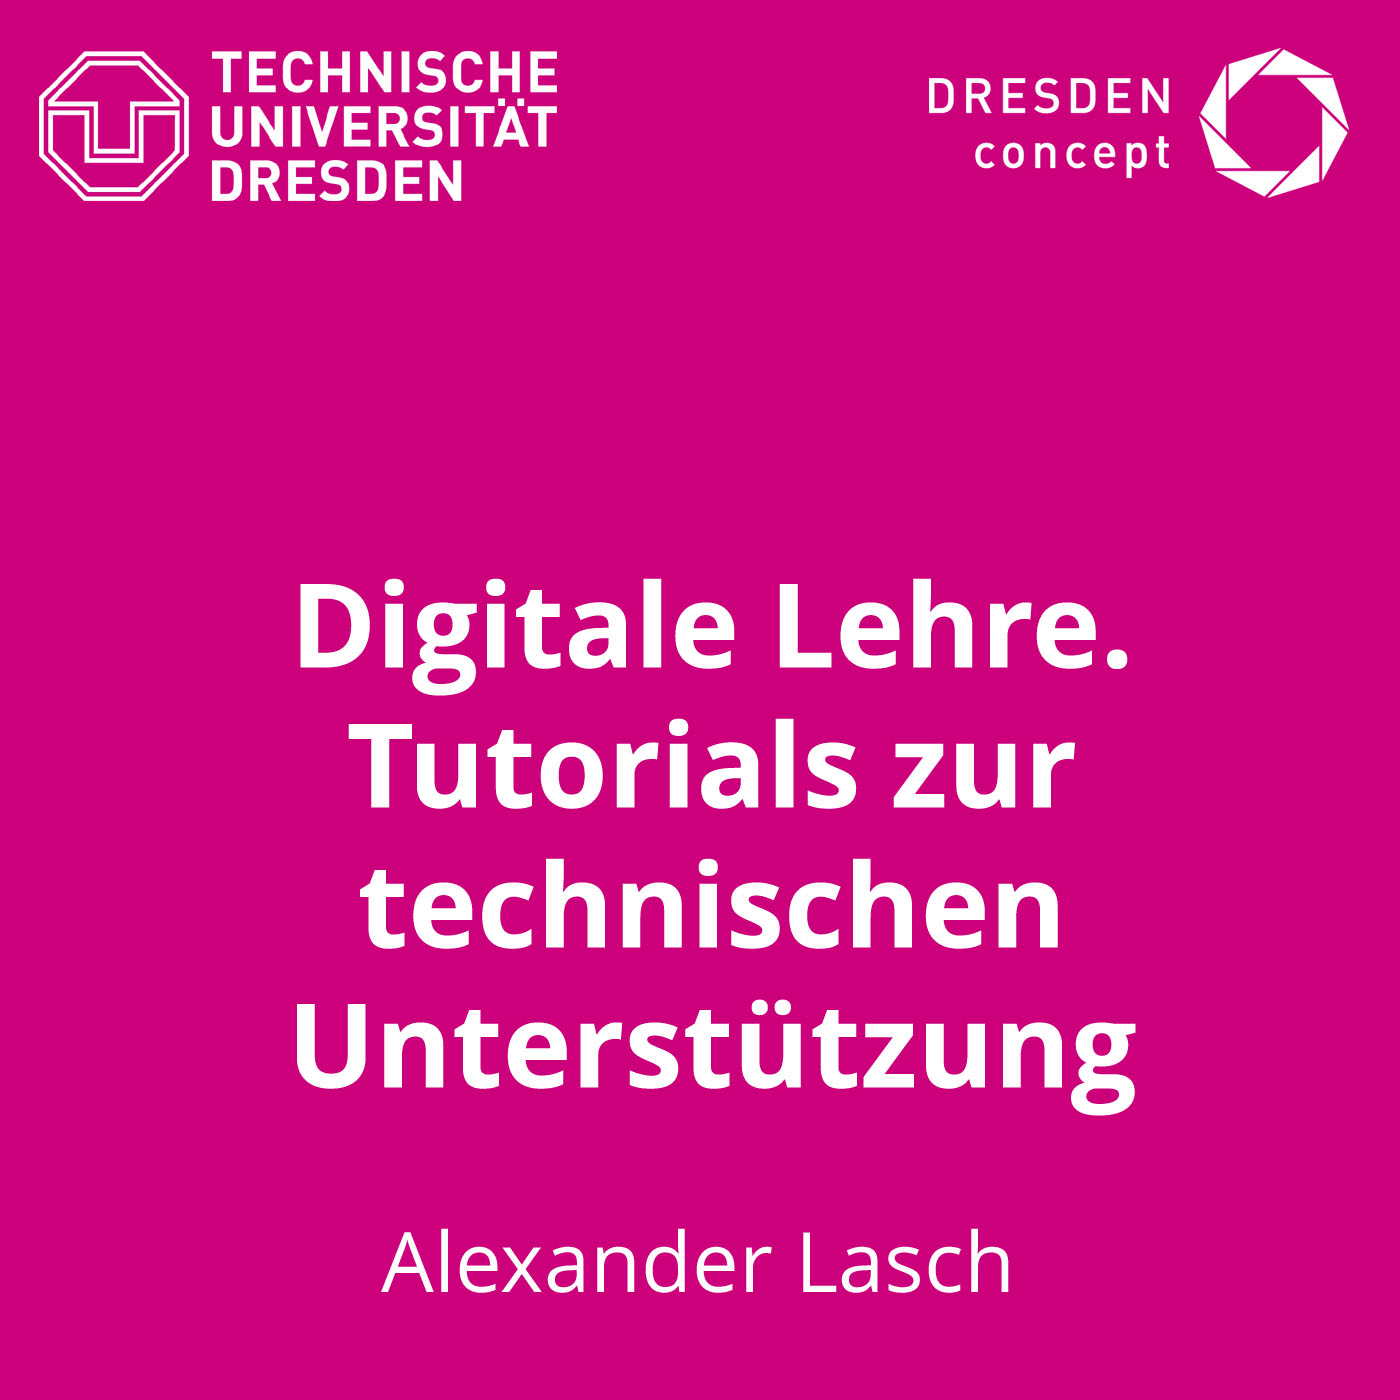 TECHNISCHE
UNIVERSITÄT
DRESDEN
DRESDEN
concept
Digitale Lehre.
Tutorials zur
technischen
Unterstützung
Alexander Lasch